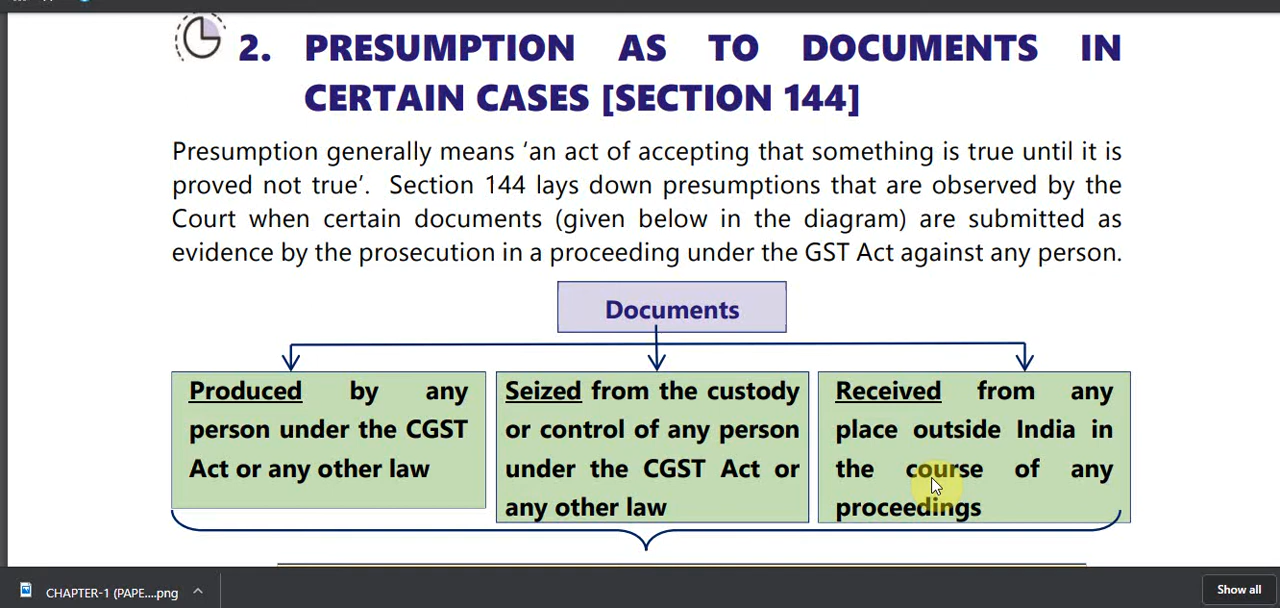 2. PRESUMPTION AS TO DOCUMENTS IN
CERTAIN CASES [SECTION 144]
Presumption generally means ‘an act of accepting that something is true until it is
proved not true’. Section 144 lays down presumptions that are observed by the
Court when certain documents (given below in the diagram) are submitted as
evidence by the prosecution in a proceeding under the GST Act against any person.
Documents
Produced by any
person under the CGST
Act or any other law
Seized from the custody
or control of any person
under the CGST Act or
any other law
Received from any
place outside India in
the course of any
proceedings
CHAPTER-1 (PAPE....png
Show all